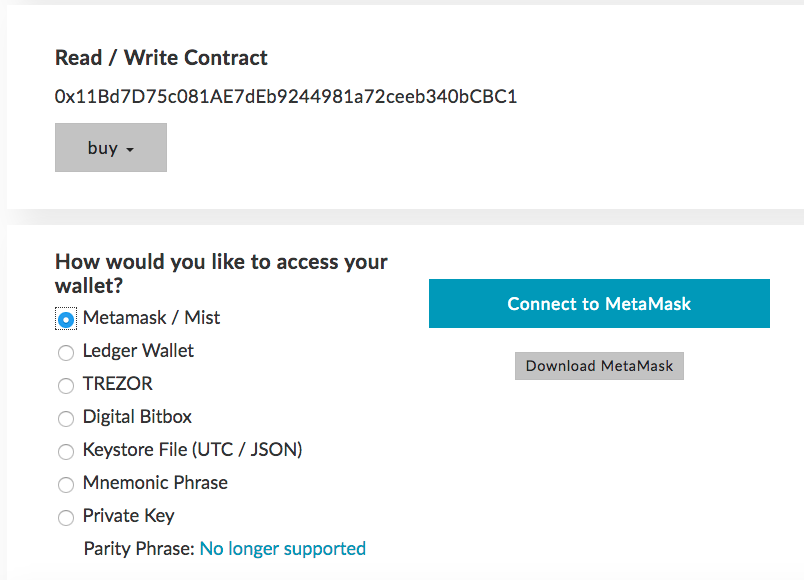 Read / Write Contract
0x11Bd7D75c081AE7dEb9244981a72ceeb340bCBC1
buy
How would you like to access your
wallet?
Metamask / Mist
Ledger Wallet
TREZOR
Digital Bitbox
Keystore File (UTC / JSON)
Mnemonic Phrase
Private Key
Parity Phrase: No longer supported
Connect to MetaMask
Download MetaMask